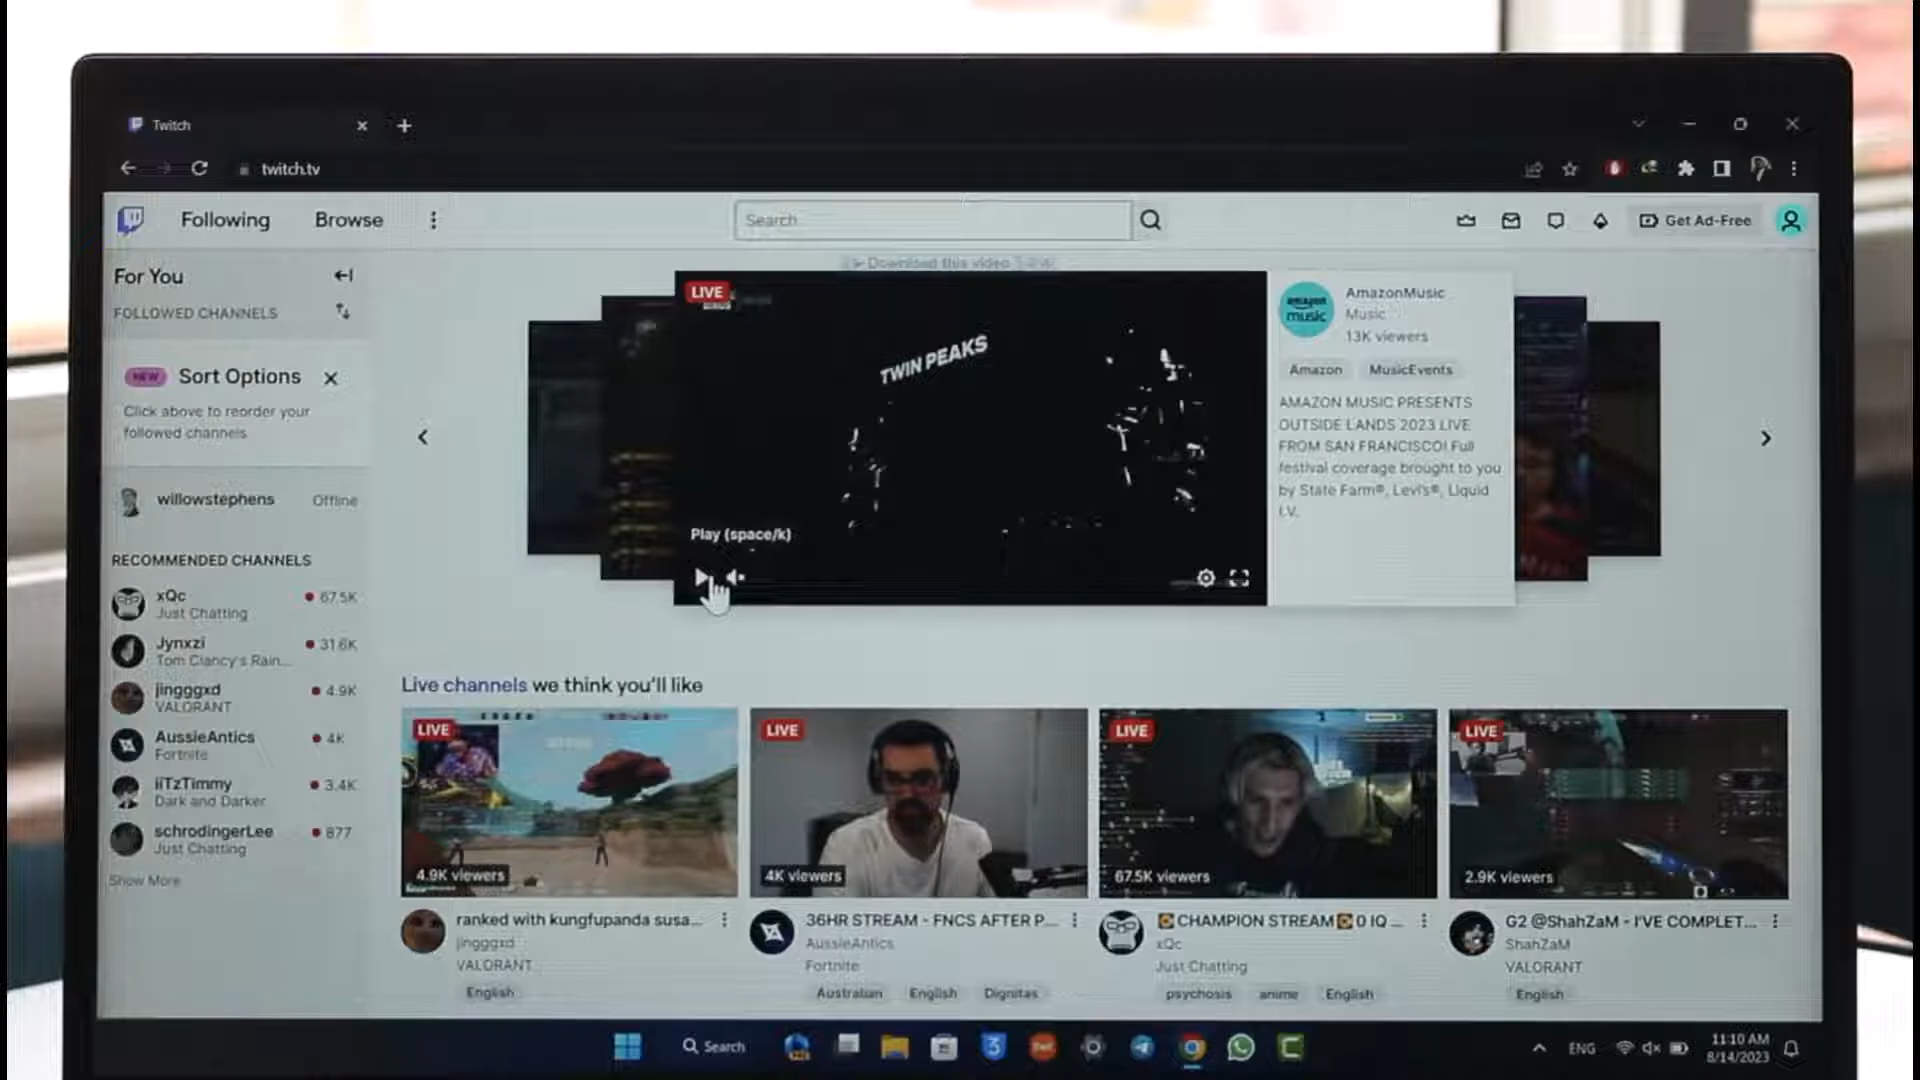 Twitch
twitch.tv
Following
Browse
Search
Get Ad-Free
For You
FOLLOWED CHANNELS
NEW
Sort Options
Click above to reorder your
followed channels
willowstephens
Offline
RECOMMENDED CHANNELS
xQc
67.5K
Just Chatting
Jynxzi
31.6K
Tom Clancy's Rain...
jingggxd
4.9K
VALORANT
AussieAntics
4K
Fortnite
iiTzTimmy
3.4K
Dark and Darker
schrodingerLee
877
Just Chatting
Show More
Download this video
LIVE
TWIN PEAKS
Play (space/k)
amazon
music
AmazonMusic
Music
13K viewers
Amazon
MusicEvents
AMAZON MUSIC PRESENTS
OUTSIDE LANDS 2023 LIVE
FROM SAN FRANCISCO! Full
festival coverage brought to you
by State Farm®, Levi's®, Liquid
I.V.
Live channels we think you'll like
LIVE
4.9K viewers
ranked with kungfupanda susa...
jingggxd
VALORANT
English
LIVE
4K viewers
36HR STREAM - FNCS AFTER P...
AussieAntics
Fortnite
Australian
English
Dignitas
LIVE
67.5K viewers
CHAMPION STREAM 0 IQ ...
xQc
Just Chatting
psychosis
anime
English
LIVE
2.9K viewers
G2 @ShahZaM - I'VE COMPLET...
ShahZaM
VALORANT
English
Search
ENG
11:10 AM
8/14/2023